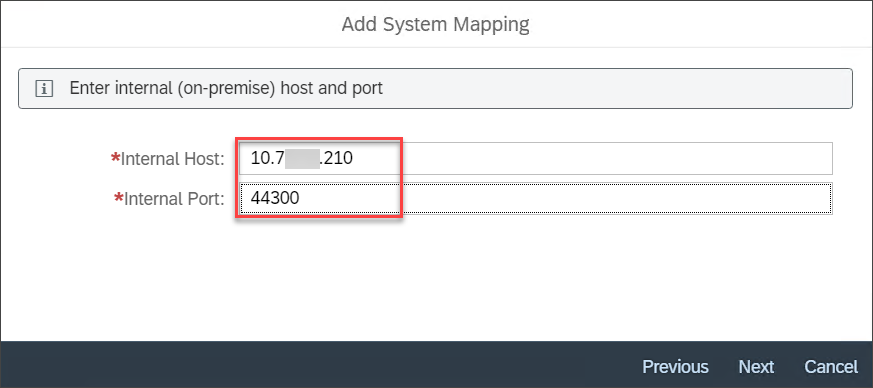 Add System Mapping
Enter internal (on-premise) host and port
*Internal Host: 10.7 .210
*Internal Port: 44300
Previous Next Cancel